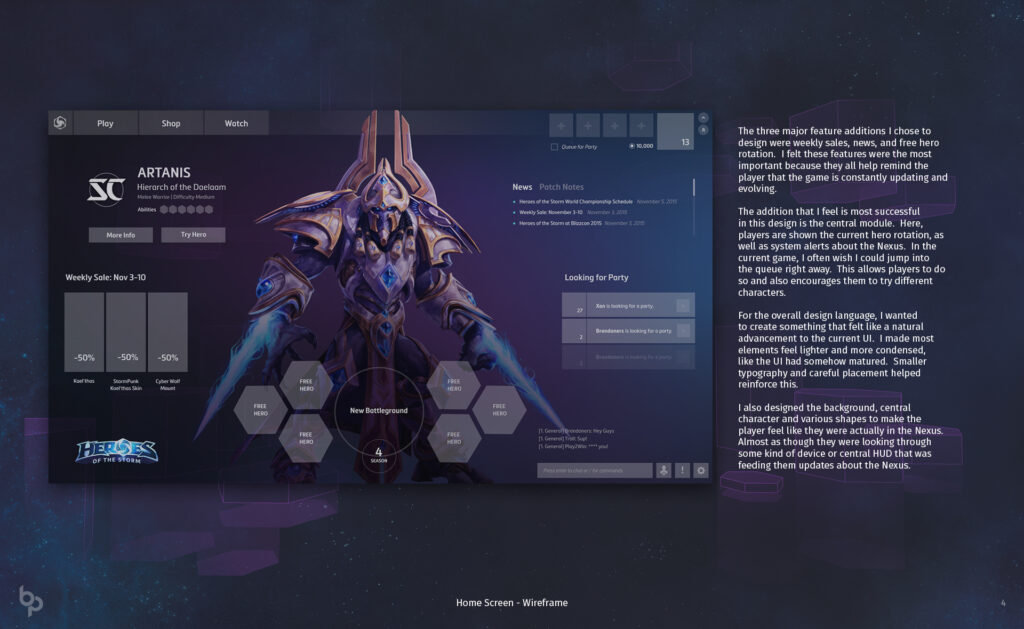 Play
Shop
Watch
13
Queue for Party
10,000
ARTANIS
Hierarch of the Daelaam
Melee Warrior | Difficulty Medium
Abilities
More Info
Try Hero
News
Patch Notes
Heroes of the Storm World Championship Schedule November 5, 2015
Weekly Sale: November 3-10 November 3, 2015
Heroes of the Storm at Blizzcon 2015 November 3, 2015
Weekly Sale: Nov 3-10
-50%
-50%
-50%
Kael'thas
StormPunk
Kael'thas Skin
Cyber Wolf
Mount
Looking for Party
27
Xan is looking for a party.
2
Brendoners is looking for a party
Brendoners is looking for a party.
FREE
HERO
FREE
HERO
FREE
HERO
New Battleground
4
SEASON
FREE
HERO
FREE
HERO
FREE
HERO
HEROES
OF THE STORM
[1. General] Breedoners: Hey Guys
[1. General] Troll: Sup!
[1. General] Play2Win: **** you!
Press enter to chat or / for commands
!
The three major feature additions I chose to
design were weekly sales, news, and free hero
rotation. I felt these features were the most
important because they all help remind the
player that the game is constantly updating and
evolving.
The addition that I feel is most successful
in this design is the central module. Here,
players are shown the current hero rotation, as
well as system alerts about the Nexus. In the
current game, I often wish I could jump into
the queue right away. This allows players to do
so and also encourages them to try different
characters.
For the overall design language, I wanted
to create something that felt like a natural
advancement to the current UI. I made most
elements feel lighter and more condensed,
like the UI had somehow matured. Smaller
typography and careful placement helped
reinforce this.
I also designed the background, central
character and various shapes to make the
player feel like they were actually in the Nexus.
Almost as though they were looking through
some kind of device or central HUD that was
feeding them updates about the Nexus.
bp
Home Screen - Wireframe
4